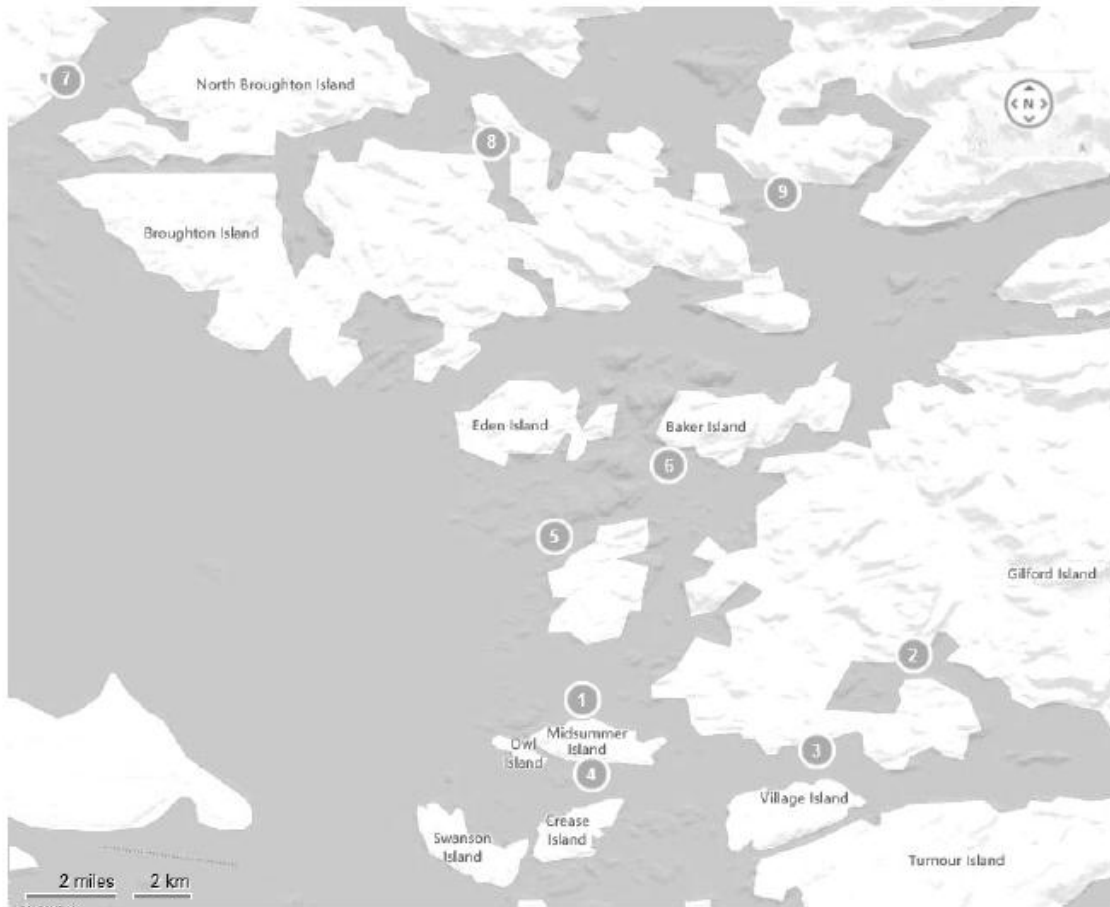 7
North Broughton Island
N
8
9
Broughton Island
Eden Island
Baker Island
6
5
Gilford Island
2
1
Midsummer
Island
Owl
Island
3
4
Village Island
Crease
Island
Swanson
Island
Turnour Island
2 miles
2 km